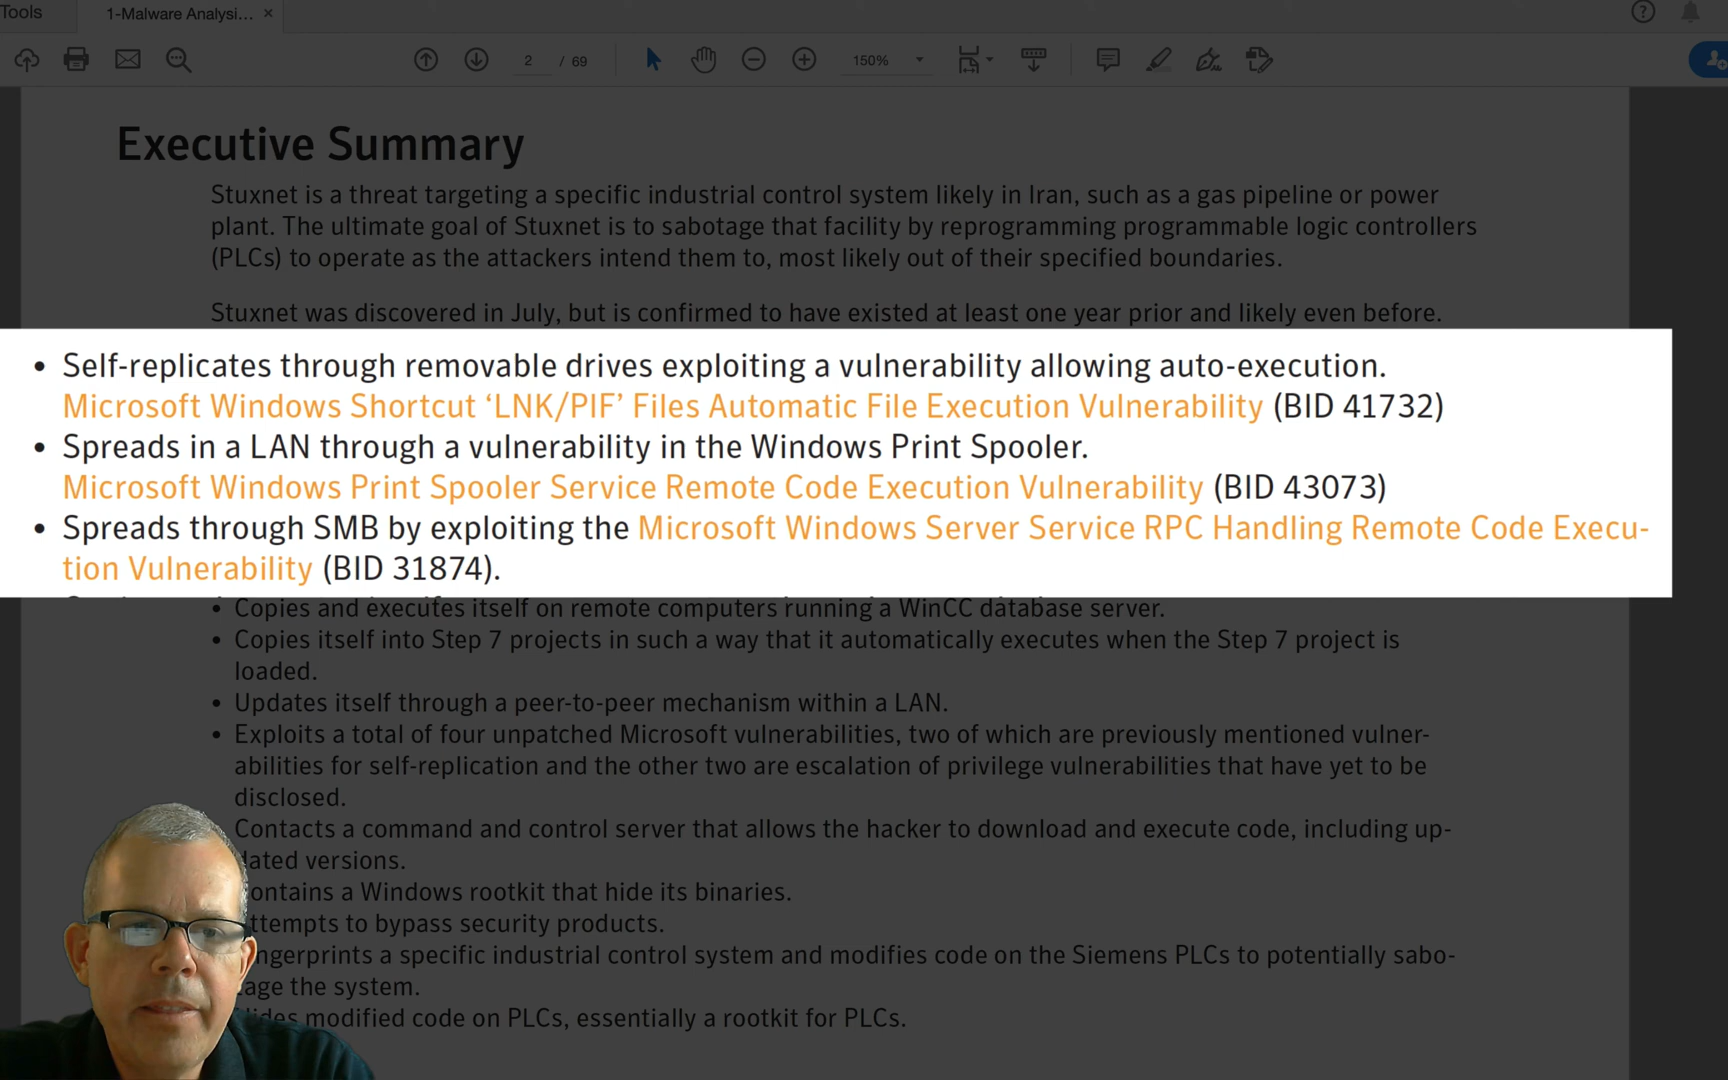 Tools
1-Malware Analysi... ×
2 / 69
150%
Executive Summary
Stuxnet is a threat targeting a specific industrial control system likely in Iran, such as a gas pipeline or power
plant. The ultimate goal of Stuxnet is to sabotage that facility by reprogramming programmable logic controllers
(PLCs) to operate as the attackers intend them to, most likely out of their specified boundaries.
Stuxnet was discovered in July, but is confirmed to have existed at least one year prior and likely even before.
• Self-replicates through removable drives exploiting a vulnerability allowing auto-execution.
Microsoft Windows Shortcut ‘LNK/PIF’ Files Automatic File Execution Vulnerability (BID 41732)
• Spreads in a LAN through a vulnerability in the Windows Print Spooler.
Microsoft Windows Print Spooler Service Remote Code Execution Vulnerability (BID 43073)
• Spreads through SMB by exploiting the Microsoft Windows Server Service RPC Handling Remote Code Execu-
tion Vulnerability (BID 31874).
• Copies and executes itself on remote computers running a WinCC database server.
• Copies itself into Step 7 projects in such a way that it automatically executes when the Step 7 project is
loaded.
• Updates itself through a peer-to-peer mechanism within a LAN.
• Exploits a total of four unpatched Microsoft vulnerabilities, two of which are previously mentioned vulner-
abilities for self-replication and the other two are escalation of privilege vulnerabilities that have yet to be
disclosed.
Contacts a command and control server that allows the hacker to download and execute code, including up-
dated versions.
ontains a Windows rootkit that hide its binaries.
ttempts to bypass security products.
ngerprints a specific industrial control system and modifies code on the Siemens PLCs to potentially sabo-
tage the system.
ides modified code on PLCs, essentially a rootkit for PLCs.